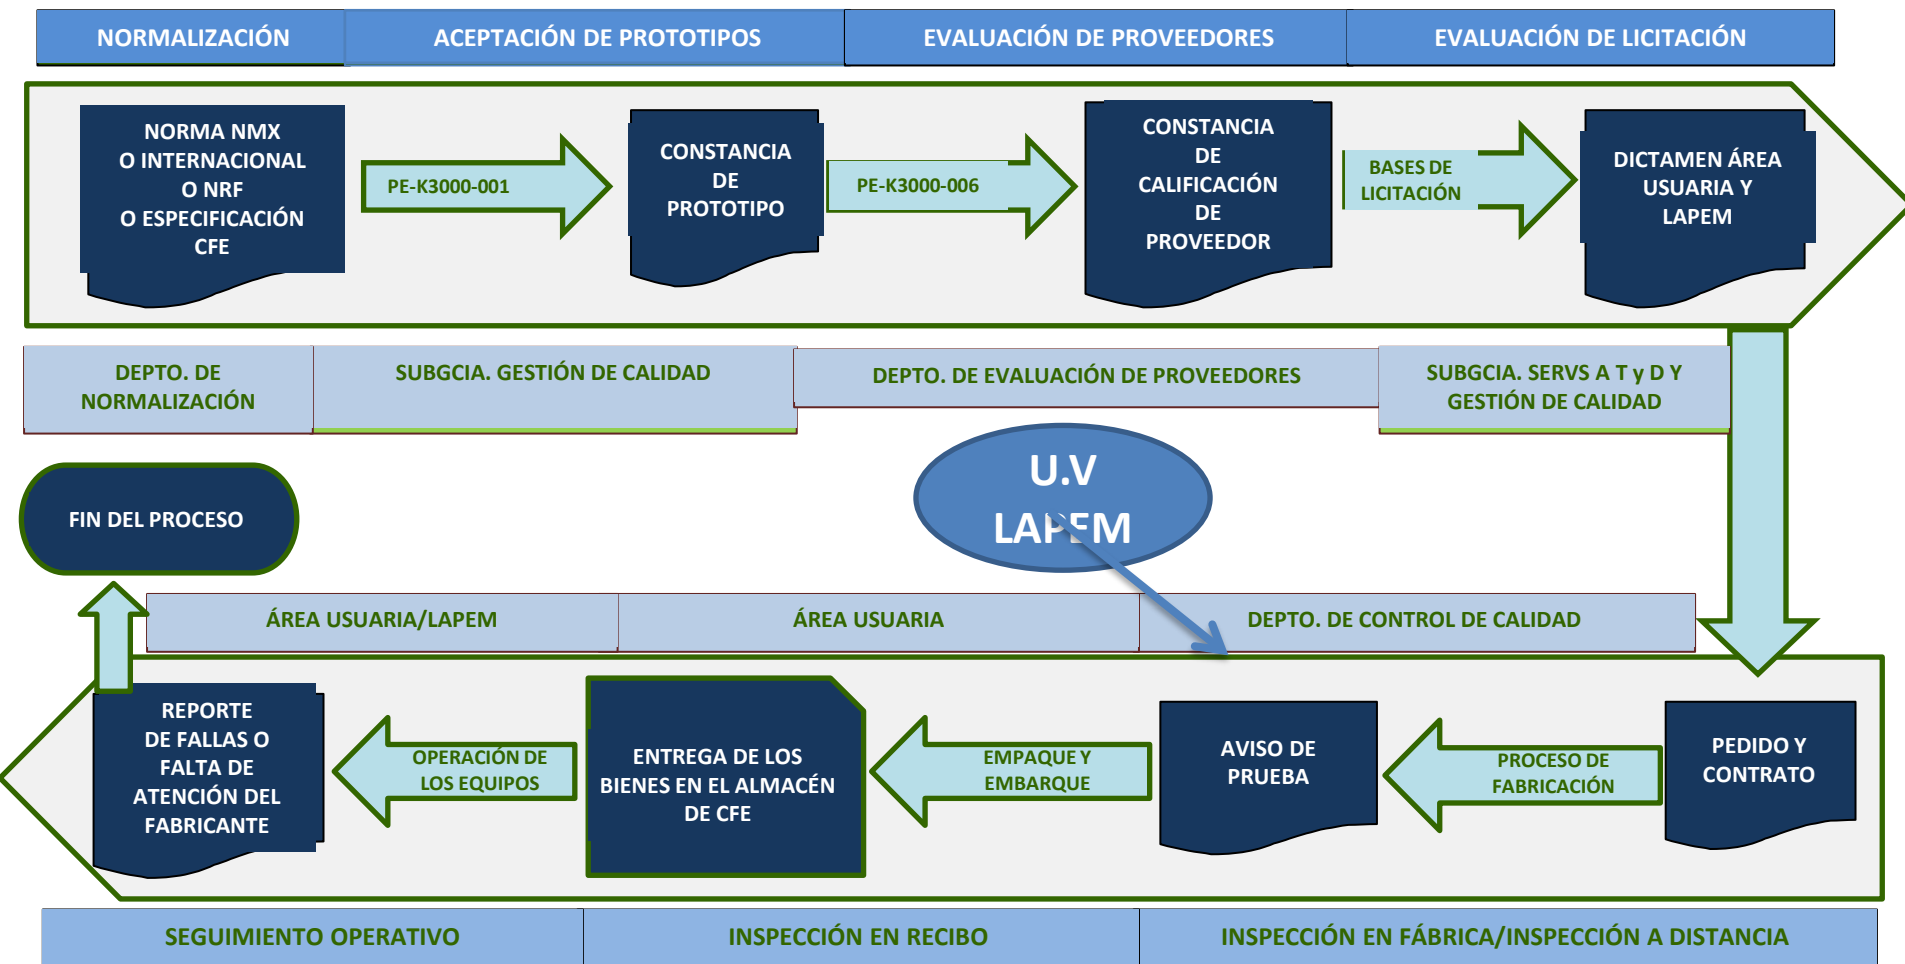 NORMALIZACIÓN
ACEPTACIÓN DE PROTOTIPOS
EVALUACIÓN DE PROVEEDORES
EVALUACIÓN DE LICITACIÓN
NORMA NMX
O INTERNACIONAL
O NRF
O ESPECIFICACIÓN
CFE
PE-K3000-001
CONSTANCIA
DE
PROTOTIPO
PE-K3000-006
CONSTANCIA
DE
CALIFICACIÓN
DE
PROVEEDOR
BASES DE
LICITACIÓN
DICTAMEN ÁREA
USUARIA Y
LAPEM
DEPTO. DE
NORMALIZACIÓN
SUBGCIA. GESTIÓN DE CALIDAD
DEPTO. DE EVALUACIÓN DE PROVEEDORES
SUBGCIA. SERVS A T y D Y
GESTIÓN DE CALIDAD
U.V
LAPEM
FIN DEL PROCESO
ÁREA USUARIA/LAPEM
ÁREA USUARIA
DEPTO. DE CONTROL DE CALIDAD
REPORTE
DE FALLAS O
FALTA DE
ATENCIÓN DEL
FABRICANTE
OPERACIÓN DE
LOS EQUIPOS
ENTREGA DE LOS
BIENES EN EL ALMACÉN
DE CFE
EMPAQUE Y
EMBARQUE
AVISO DE
PRUEBA
PROCESO DE
FABRICACIÓN
PEDIDO Y
CONTRATO
SEGUIMIENTO OPERATIVO
INSPECCIÓN EN RECIBO
INSPECCIÓN EN FÁBRICA/INSPECCIÓN A DISTANCIA